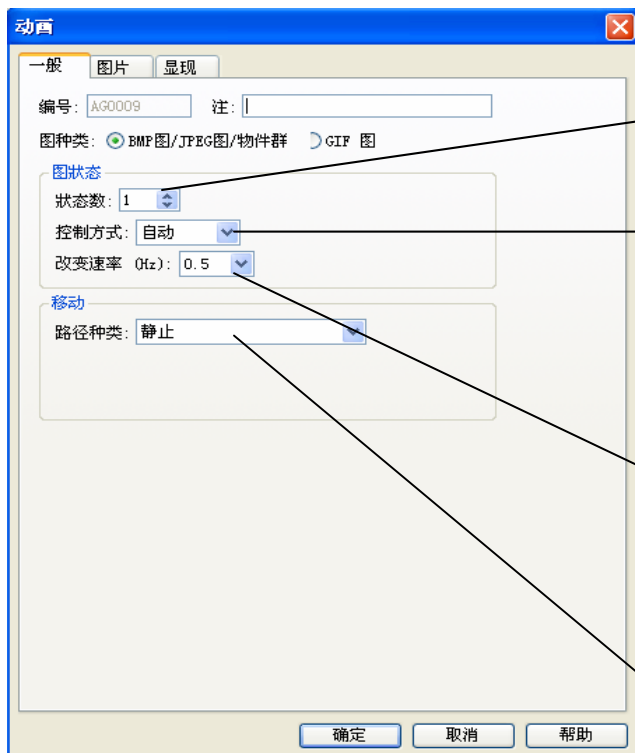 动画
一般 图片 显现
编号: AG0009 注:
图种类: BMP图/JPEG图/物件群 GIF 图
图状态
状态数: 1
控制方式: 自动
改变速率 (Hz): 0.5
移动
路径种类: 静止
确定 取消 帮助